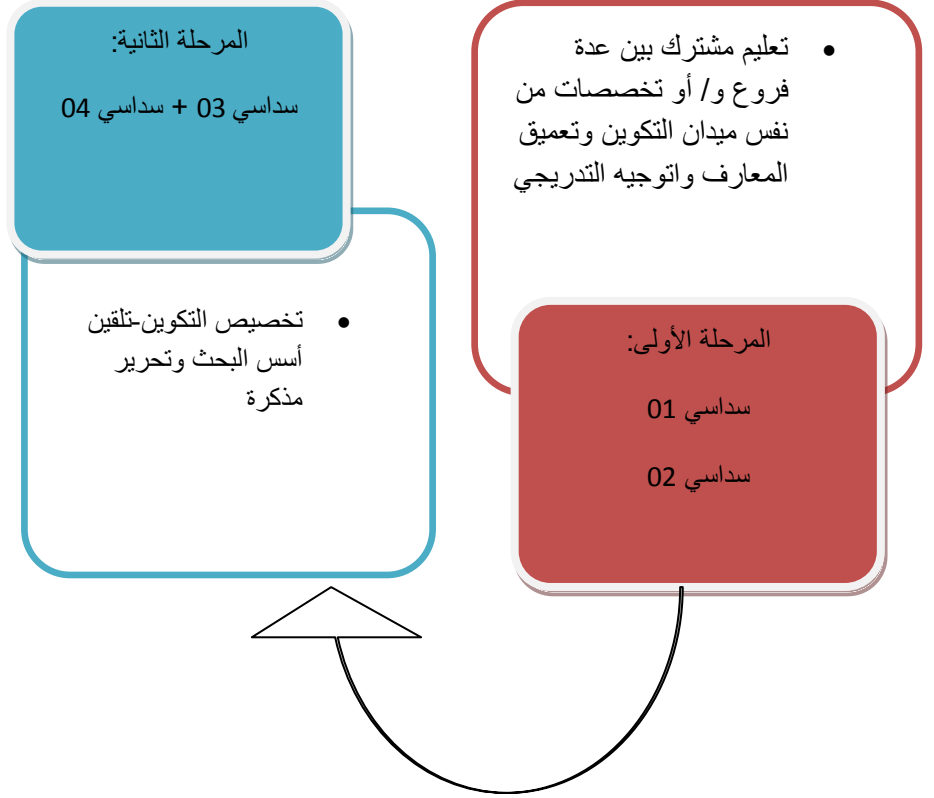 • تعليم مشترك بين عدة
فروع و/ أو تخصصات من
نفس ميدان التكوين وتعميق
المعارف واتوجيه التدريجي
المرحلة الأولى:
سداسي 01
سداسي 02
المرحلة الثانية:
سداسي 03 + سداسي 04
• تخصيص التكوين-تلقين
أسس البحث وتحرير
مذكرة